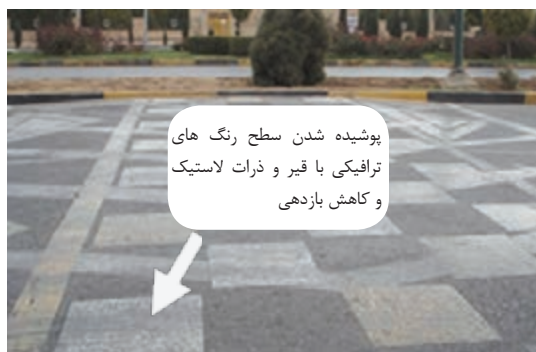 پوشیده شدن سطح رنگ های
ترافیکی با قیر و ذرات لاستیک
و کاهش بازدهی